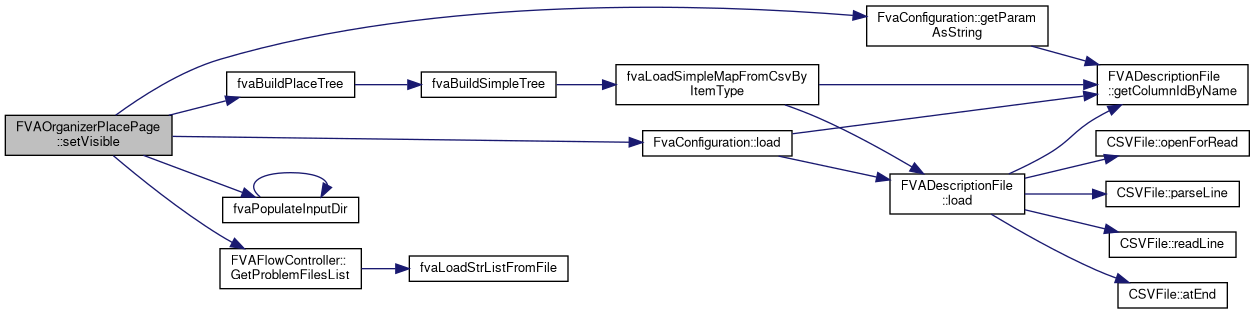 FVAOrganizerPlacePage
::setVisible
fvaBuildPlaceTree
fvaPopulateInputDir
FVAFlowController::
GetProblemFilesList
fvaBuildSimpleTree
fvaLoadStrListFromFile
fvaLoadSimpleMapFromCsvBy
ItemType
FvaConfiguration::load
FvaConfiguration::getParam
AsString
FVADescriptionFile
::load
FVADescriptionFile
::getColumnIdByName
CSVFile::openForRead
CSVFile::parseLine
CSVFile::readLine
CSVFile::atEnd